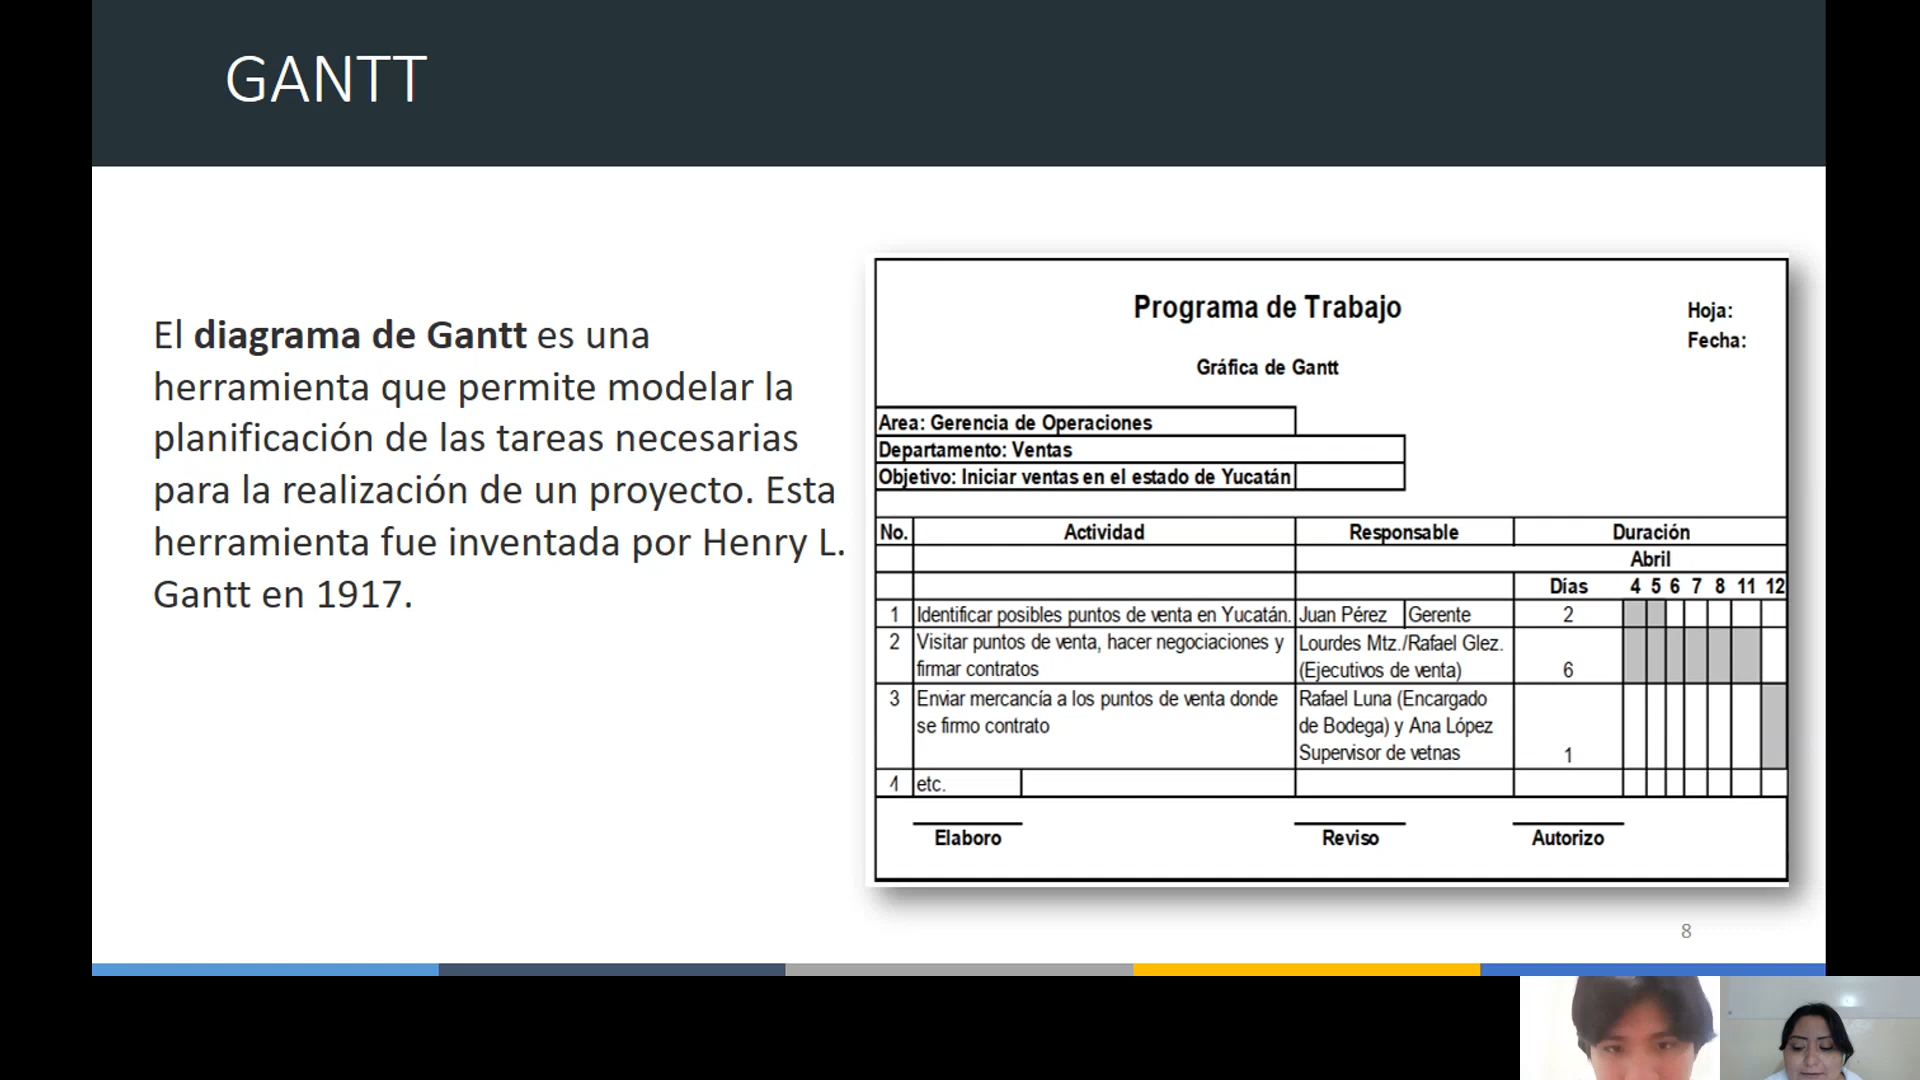 GANTT
El diagrama de Gantt es una
herramienta que permite modelar la
planificación de las tareas necesarias
para la realización de un proyecto. Esta
herramienta fue inventada por Henry L.
Gantt en 1917.
Programa de Trabajo
Hoja:
Fecha:
Gráfica de Gantt
Area: Gerencia de Operaciones
Departamento: Ventas
Objetivo: Iniciar ventas en el estado de Yucatán
No. Actividad Responsable Duración
Abril
Días 4 5 6 7 8 11 12
1 Identificar posibles puntos de venta en Yucatán. Juan Pérez Gerente 2
2 Visitar puntos de venta, hacer negociaciones y Lourdes Mtz./Rafael Glez.
firmar contratos (Ejecutivos de venta) 6
3 Enviar mercancía a los puntos de venta donde Rafael Luna (Encargado
se firmo contrato de Bodega) y Ana López
Supervisor de vetnas 1
4 etc.
Elaboro Reviso Autorizo
8